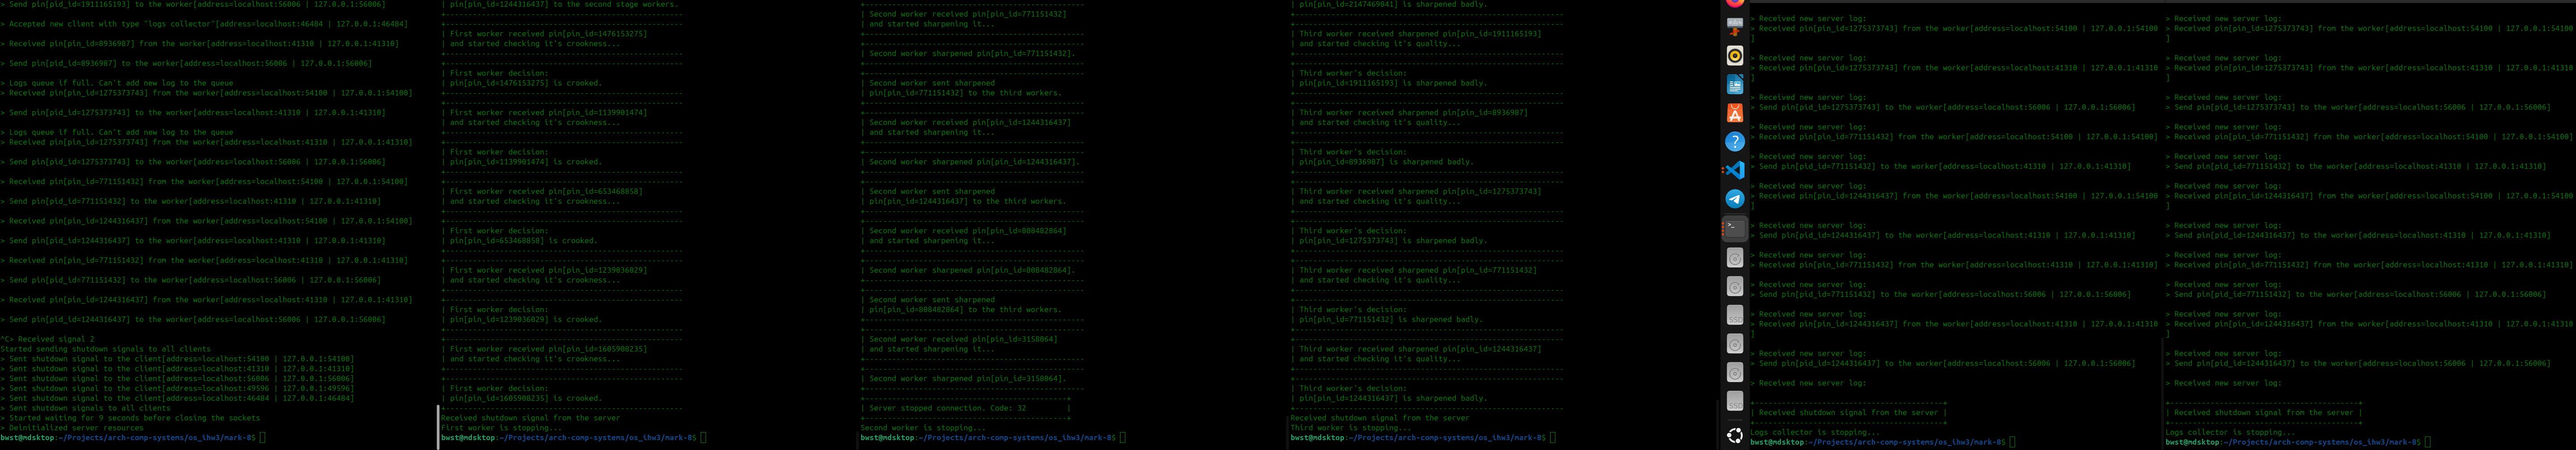 > Send pin[pid_id=1911165193] to the worker[address=localhost:56006 | 127.0.0.1:56006]
> Accepted new client with type "logs collector"[address=localhost:46484 | 127.0.0.1:46484]
> Received pin[pin_id=8936987] from the worker[address=localhost:41310 | 127.0.0.1:41310]
> Send pin[pid_id=8936987] to the worker[address=localhost:56006 | 127.0.0.1:56006]
> Logs queue if full. Can't add new log to the queue
> Received pin[pin_id=1275373743] from the worker[address=localhost:54100 | 127.0.0.1:54100]
> Send pin[pid_id=1275373743] to the worker[address=localhost:41310 | 127.0.0.1:41310]
> Logs queue if full. Can't add new log to the queue
> Received pin[pin_id=1275373743] from the worker[address=localhost:41310 | 127.0.0.1:41310]
> Send pin[pid_id=1275373743] to the worker[address=localhost:56006 | 127.0.0.1:56006]
> Received pin[pin_id=771151432] from the worker[address=localhost:54100 | 127.0.0.1:54100]
> Send pin[pid_id=771151432] to the worker[address=localhost:41310 | 127.0.0.1:41310]
> Received pin[pin_id=1244316437] from the worker[address=localhost:54100 | 127.0.0.1:54100]
> Send pin[pid_id=1244316437] to the worker[address=localhost:41310 | 127.0.0.1:41310]
> Received pin[pin_id=771151432] from the worker[address=localhost:41310 | 127.0.0.1:41310]
> Send pin[pid_id=771151432] to the worker[address=localhost:56006 | 127.0.0.1:56006]
> Received pin[pin_id=1244316437] from the worker[address=localhost:41310 | 127.0.0.1:41310]
> Send pin[pid_id=1244316437] to the worker[address=localhost:56006 | 127.0.0.1:56006]
^C> Received signal 2
Started sending shutdown signals to all clients
> Sent shutdown signal to the client[address=localhost:54100 | 127.0.0.1:54100]
> Sent shutdown signal to the client[address=localhost:41310 | 127.0.0.1:41310]
> Sent shutdown signal to the client[address=localhost:56006 | 127.0.0.1:56006]
> Sent shutdown signal to the client[address=localhost:49596 | 127.0.0.1:49596]
> Sent shutdown signal to the client[address=localhost:46484 | 127.0.0.1:46484]
> Sent shutdown signals to all clients
> Started waiting for 9 seconds before closing the sockets
> Deinitialized server resources
bwst@mdsktop:~/Projects/arch-comp-systems/os_ihw3/mark-8$
| pin[pin_id=1244316437] to the second stage workers.
| First worker received pin[pin_id=1476153275]
| and started checking it's crookness...
| First worker decision:
| pin[pin_id=1476153275] is crooked.
| First worker received pin[pin_id=1139901474]
| and started checking it's crookness...
| First worker decision:
| pin[pin_id=1139901474] is crooked.
| First worker received pin[pin_id=653468858]
| and started checking it's crookness...
| First worker decision:
| pin[pin_id=653468858] is crooked.
| First worker received pin[pin_id=1239036029]
| and started checking it's crookness...
| First worker decision:
| pin[pin_id=1239036029] is crooked.
| First worker received pin[pin_id=1605908235]
| and started checking it's crookness...
| First worker decision:
| pin[pin_id=1605908235] is crooked.
Received shutdown signal from the server
First worker is stopping...
bwst@mdsktop:~/Projects/arch-comp-systems/os_ihw3/mark-8$
| Second worker received pin[pin_id=771151432]
| and started sharpening it...
| Second worker sharpened pin[pin_id=771151432].
| Second worker sent sharpened
| pin[pin_id=771151432] to the third workers.
| Second worker received pin[pin_id=1244316437]
| and started sharpening it...
| Second worker sharpened pin[pin_id=1244316437].
| Second worker sent sharpened
| pin[pin_id=1244316437] to the third workers.
| Second worker received pin[pin_id=808482864]
| and started sharpening it...
| Second worker sharpened pin[pin_id=808482864].
| Second worker sent sharpened
| pin[pin_id=808482864] to the third workers.
| Second worker received pin[pin_id=3158064]
| and started sharpening it...
| Second worker sharpened pin[pin_id=3158064].
| Server stopped connection. Code: 32 |
Second worker is stopping...
bwst@mdsktop:~/Projects/arch-comp-systems/os_ihw3/mark-8$
| pin[pin_id=2147469841] is sharpened badly.
| Third worker received sharpened pin[pin_id=1911165193]
| and started checking it's quality...
| Third worker's decision:
| pin[pin_id=1911165193] is sharpened badly.
| Third worker received sharpened pin[pin_id=8936987]
| and started checking it's quality...
| Third worker's decision:
| pin[pin_id=8936987] is sharpened badly.
| Third worker received sharpened pin[pin_id=1275373743]
| and started checking it's quality...
| Third worker's decision:
| pin[pin_id=1275373743] is sharpened badly.
| Third worker received sharpened pin[pin_id=771151432]
| and started checking it's quality...
| Third worker's decision:
| pin[pin_id=771151432] is sharpened badly.
| Third worker received sharpened pin[pin_id=1244316437]
| and started checking it's quality...
| Third worker's decision:
| pin[pin_id=1244316437] is sharpened badly.
Received shutdown signal from the server
Third worker is stopping...
bwst@mdsktop:~/Projects/arch-comp-systems/os_ihw3/mark-8$
> Received new server log:
> Received pin[pin_id=1275373743] from the worker[address=localhost:54100 | 127.0.0.1:54100
]
> Received new server log:
> Received pin[pin_id=1275373743] from the worker[address=localhost:41310 | 127.0.0.1:41310
]
> Received new server log:
> Send pin[pid_id=1275373743] to the worker[address=localhost:56006 | 127.0.0.1:56006]
> Received new server log:
> Received pin[pin_id=771151432] from the worker[address=localhost:54100 | 127.0.0.1:54100]
> Received new server log:
> Send pin[pid_id=771151432] to the worker[address=localhost:41310 | 127.0.0.1:41310]
> Received new server log:
> Received pin[pin_id=1244316437] from the worker[address=localhost:54100 | 127.0.0.1:54100
]
> Received new server log:
> Send pin[pid_id=1244316437] to the worker[address=localhost:41310 | 127.0.0.1:41310]
> Received new server log:
> Received pin[pin_id=771151432] from the worker[address=localhost:41310 | 127.0.0.1:41310]
> Received new server log:
> Send pin[pid_id=771151432] to the worker[address=localhost:56006 | 127.0.0.1:56006]
> Received new server log:
> Received pin[pin_id=1244316437] from the worker[address=localhost:41310 | 127.0.0.1:41310
]
> Received new server log:
> Send pin[pid_id=1244316437] to the worker[address=localhost:56006 | 127.0.0.1:56006]
> Received new server log:
| Received shutdown signal from the server |
Logs collector is stopping...
bwst@mdsktop:~/Projects/arch-comp-systems/os_ihw3/mark-8$
> Received new server log:
> Received pin[pin_id=1275373743] from the worker[address=localhost:54100 | 127.0.0.1:54100
]
> Received new server log:
> Received pin[pin_id=1275373743] from the worker[address=localhost:41310 | 127.0.0.1:41310
]
> Received new server log:
> Send pin[pid_id=1275373743] to the worker[address=localhost:56006 | 127.0.0.1:56006]
> Received new server log:
> Received pin[pin_id=771151432] from the worker[address=localhost:54100 | 127.0.0.1:54100]
> Received new server log:
> Send pin[pid_id=771151432] to the worker[address=localhost:41310 | 127.0.0.1:41310]
> Received new server log:
> Received pin[pin_id=1244316437] from the worker[address=localhost:54100 | 127.0.0.1:54100
]
> Received new server log:
> Send pin[pid_id=1244316437] to the worker[address=localhost:41310 | 127.0.0.1:41310]
> Received new server log:
> Received pin[pin_id=771151432] from the worker[address=localhost:41310 | 127.0.0.1:41310]
> Received new server log:
> Send pin[pid_id=771151432] to the worker[address=localhost:56006 | 127.0.0.1:56006]
> Received new server log:
> Received pin[pin_id=1244316437] from the worker[address=localhost:41310 | 127.0.0.1:41310
]
> Received new server log:
> Send pin[pid_id=1244316437] to the worker[address=localhost:56006 | 127.0.0.1:56006]
> Received new server log:
| Received shutdown signal from the server |
Logs collector is stopping...
bwst@mdsktop:~/Projects/arch-comp-systems/os_ihw3/mark-8$